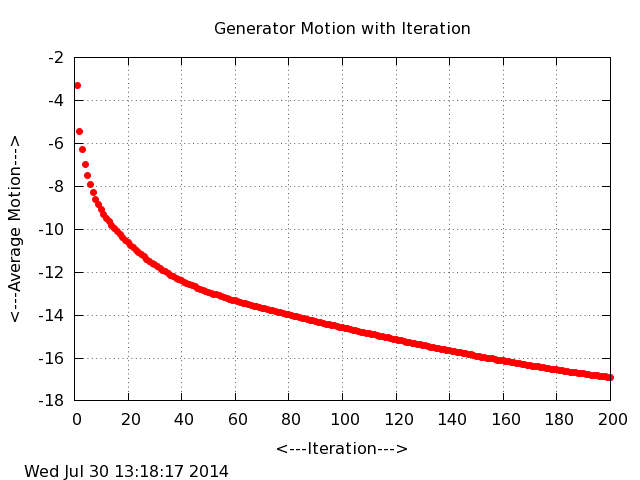 Generator Motion with Iteration
-2
-4
-6
-8
-10
-12
-14
-16
-18
<---Average Motion--->
0 20 40 60 80 100 120 140 160 180 200
<---Iteration--->
Wed Jul 30 13:18:17 2014